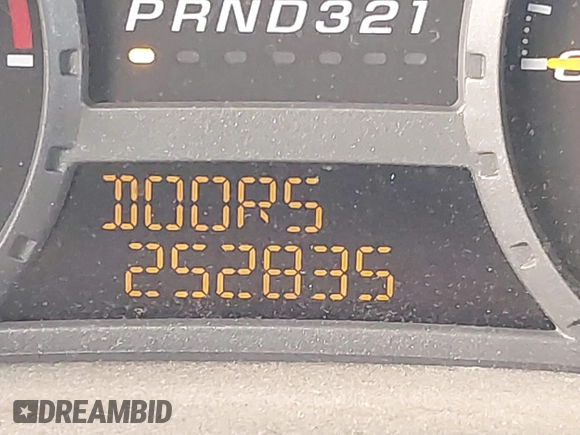 PRND321
DOORS
252835
DREAMBID